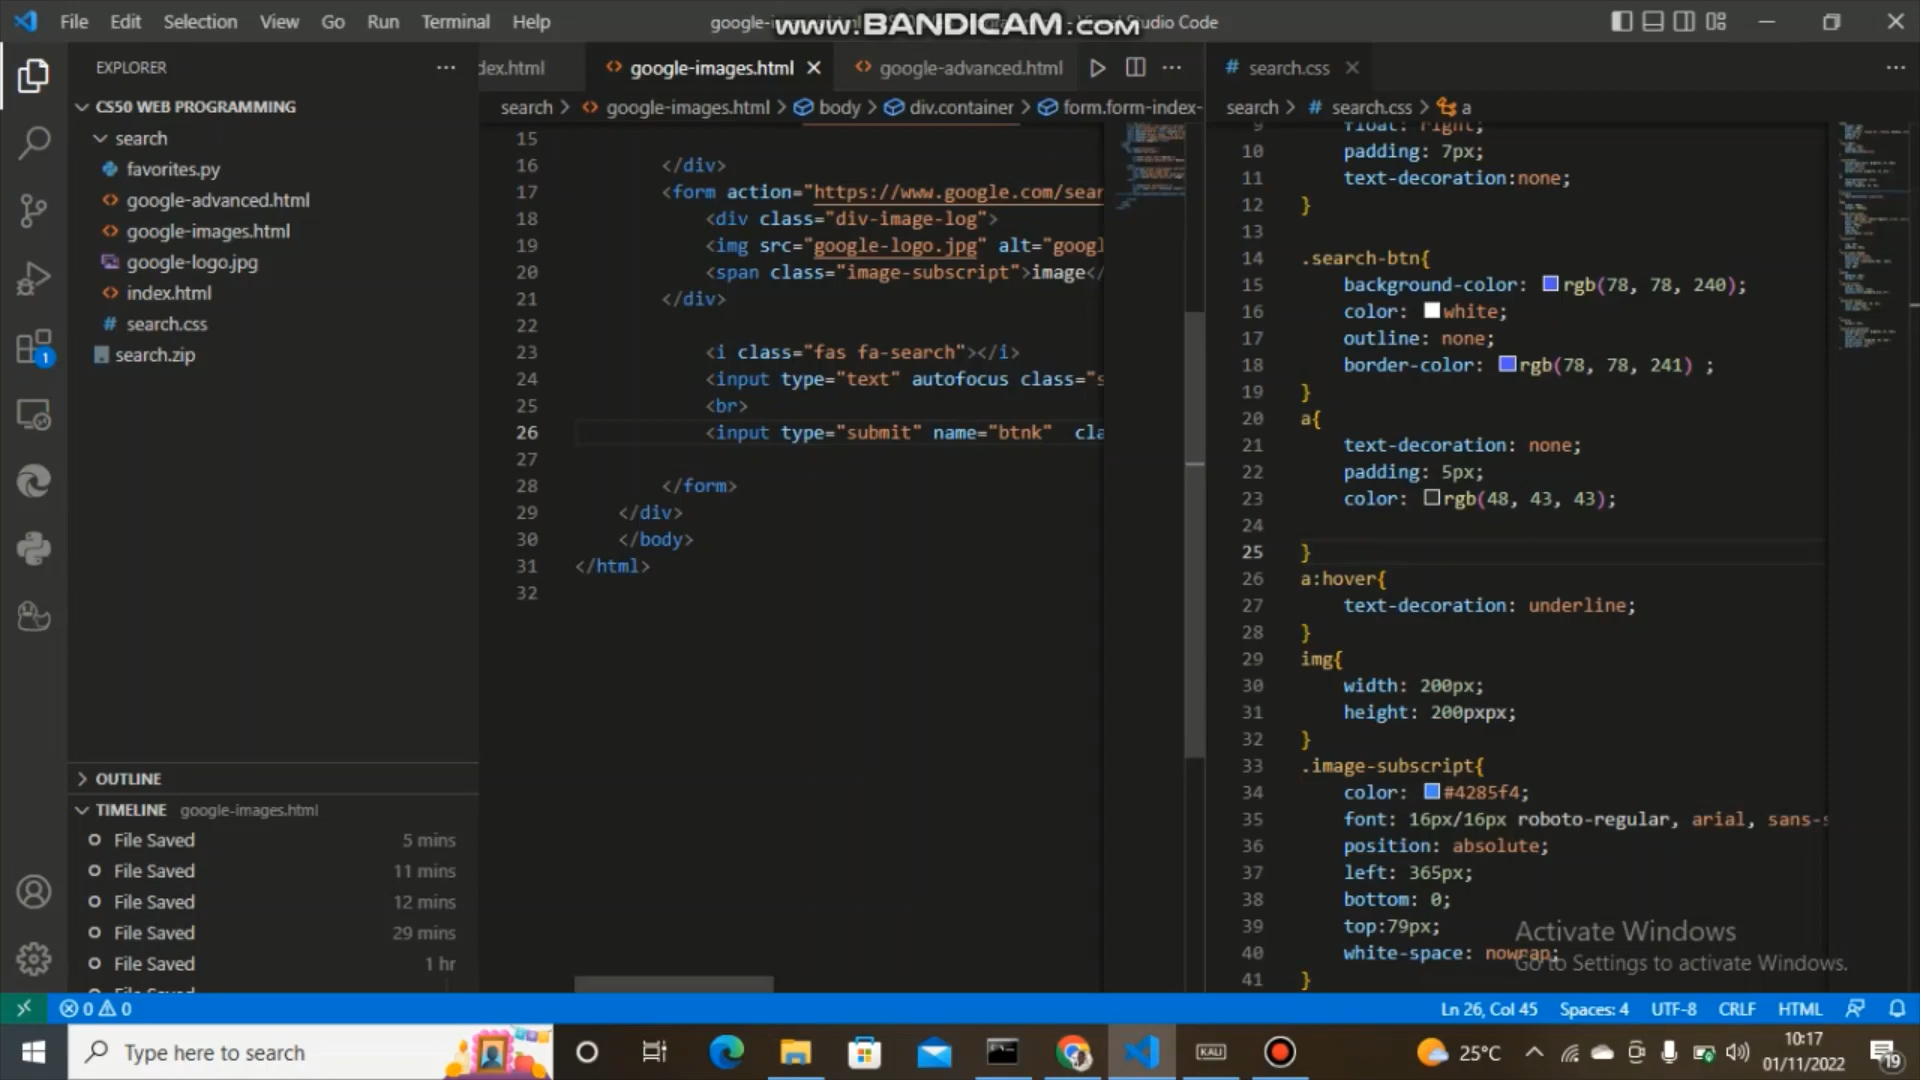 File Edit Selection View Go Run Terminal Help
www.BANDICAM.com
Visual Studio Code
EXPLORER
CS50 WEB PROGRAMMING
search
favorites.py
google-advanced.html
google-images.html
google-logo.jpg
index.html
search.css
search.zip
1
OUTLINE
TIMELINE google-images.html
File Saved 5 mins
File Saved 11 mins
File Saved 12 mins
File Saved 29 mins
File Saved 1 hr
File Saved
dex.html google-images.html google-advanced.html
search > google-images.html > body > div.container > form.form-index-
15
16 </div>
17 <form action="https://www.google.com/sear
18 <div class="div-image-log">
19 <img src="google-logo.jpg" alt="googl
20 <span class="image-subscript">image</
21 </div>
22
23 <i class="fas fa-search"></i>
24 <input type="text" autofocus class="s
25 <br>
26 <input type="submit" name="btnk" cla
27
28 </form>
29 </div>
30 </body>
31 </html>
32
# search.css
search > # search.css > a
9 float: right;
10 padding: 7px;
11 text-decoration:none;
12 }
13
14 .search-btn{
15 background-color: rgb(78, 78, 240);
16 color: white;
17 outline: none;
18 border-color: rgb(78, 78, 241) ;
19 }
20 a{
21 text-decoration: none;
22 padding: 5px;
23 color: rgb(48, 43, 43);
24
25 }
26 a:hover{
27 text-decoration: underline;
28 }
29 img{
30 width: 200px;
31 height: 200pxpx;
32 }
33 .image-subscript{
34 color: #4285f4;
35 font: 16px/16px roboto-regular, arial, sans-s
36 position: absolute;
37 left: 365px;
38 bottom: 0;
39 top:79px;
40 white-space: nowrap;
41 }
Activate Windows
Go to Settings to activate Windows.
0 0
Ln 26, Col 45 Spaces: 4 UTF-8 CRLF HTML
Type here to search
KALI
25°C
10:17
01/11/2022
19